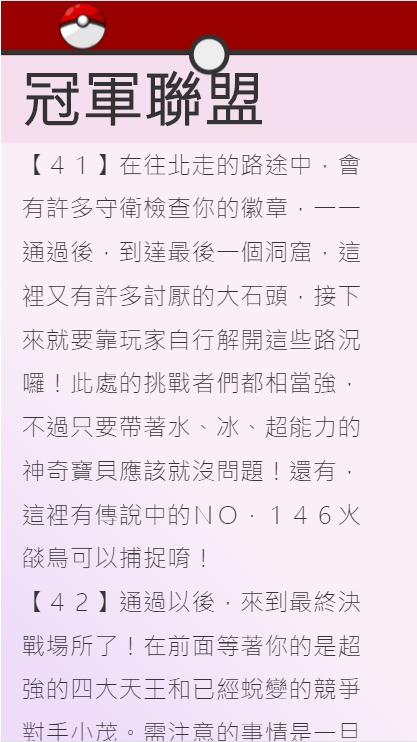 冠軍聯盟
【４１】在往北走的路途中，會
有許多守衛檢查你的徽章，一一
通過後，到達最後一個洞窟，這
裡又有許多討厭的大石頭，接下
來就要靠玩家自行解開這些路況
囉！此處的挑戰者們都相當強，
不過只要帶著水、冰、超能力的
神奇寶貝應該就沒問題！還有，
這裡有傳說中的ＮＯ．１４６火
燄鳥可以捕捉唷！
【４２】通過以後，來到最終決
戰場所了！在前面等著你的是超
強的四大天王和已經蛻變的競爭
對手小茂。需注意的事情是一旦